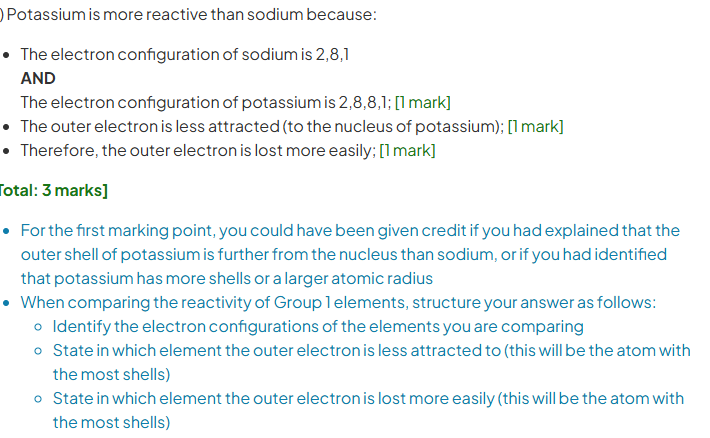 ) Potassium is more reactive than sodium because:
• The electron configuration of sodium is 2,8,1
AND
The electron configuration of potassium is 2,8,8,1; [1 mark]
• The outer electron is less attracted (to the nucleus of potassium); [1 mark]
• Therefore, the outer electron is lost more easily; [1 mark]
Total: 3 marks]
• For the first marking point, you could have been given credit if you had explained that the
outer shell of potassium is further from the nucleus than sodium, or if you had identified
that potassium has more shells or a larger atomic radius
• When comparing the reactivity of Group 1 elements, structure your answer as follows:
◦ Identify the electron configurations of the elements you are comparing
◦ State in which element the outer electron is less attracted to (this will be the atom with
the most shells)
◦ State in which element the outer electron is lost more easily (this will be the atom with
the most shells)